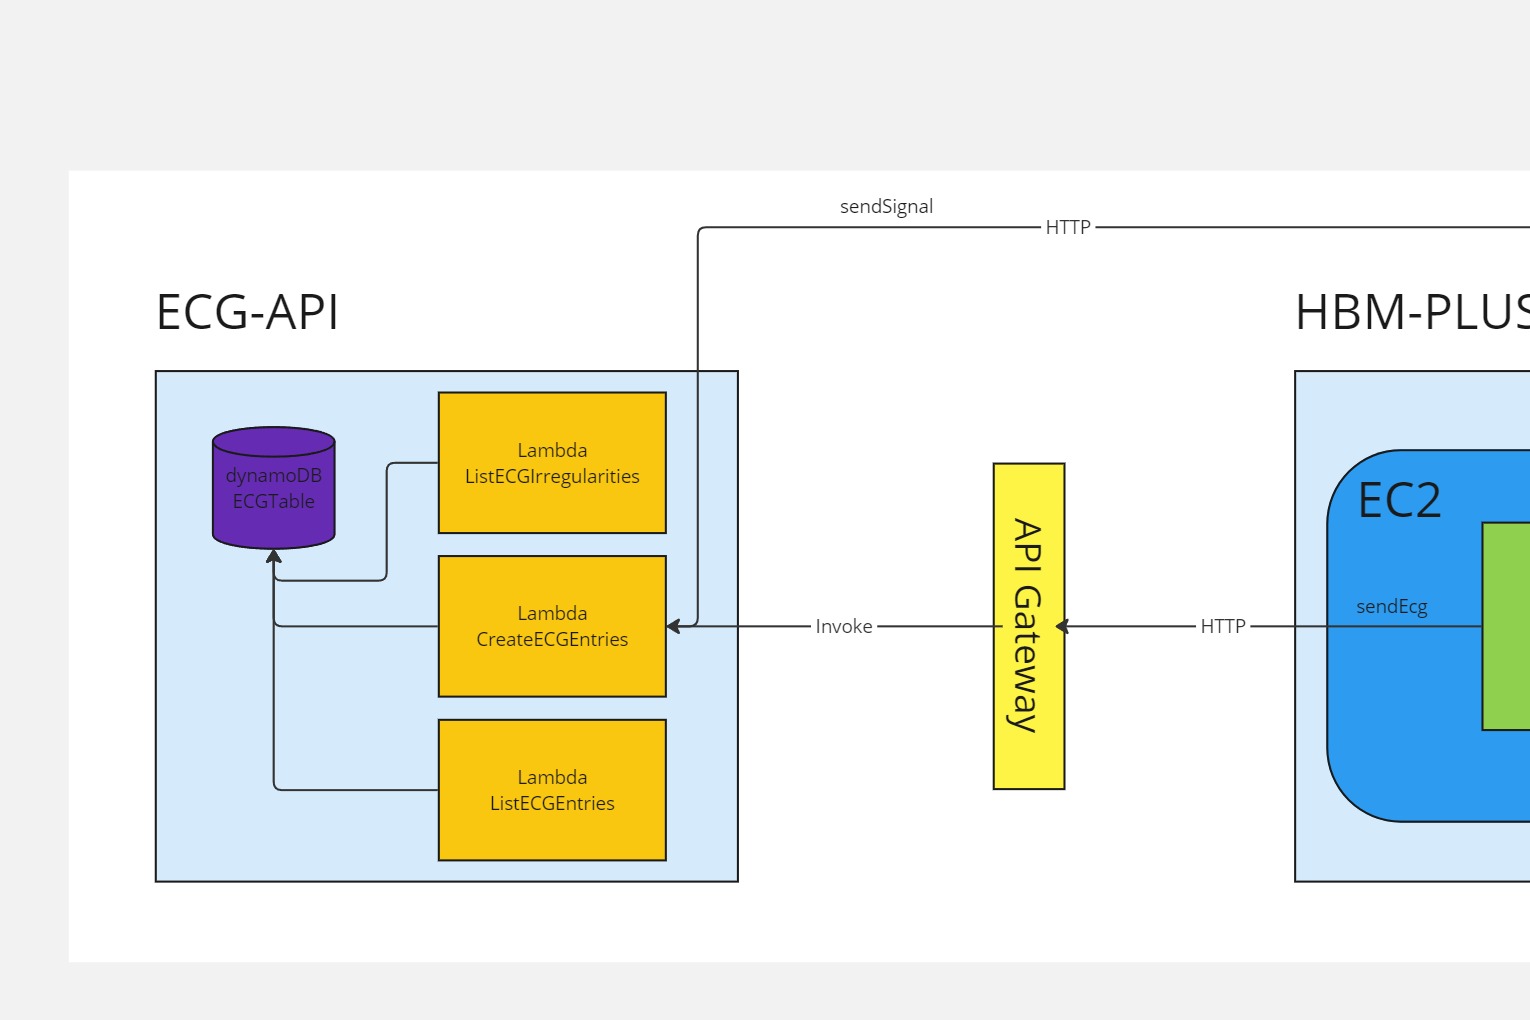 sendSignal
HTTP
ECG-API
HBM-PLUS
dynamoDB
ECGTable
Lambda
ListECGIrregularities
Lambda
CreateECGEntries
Lambda
ListECGEntries
Invoke
API Gateway
HTTP
EC2
sendEcg